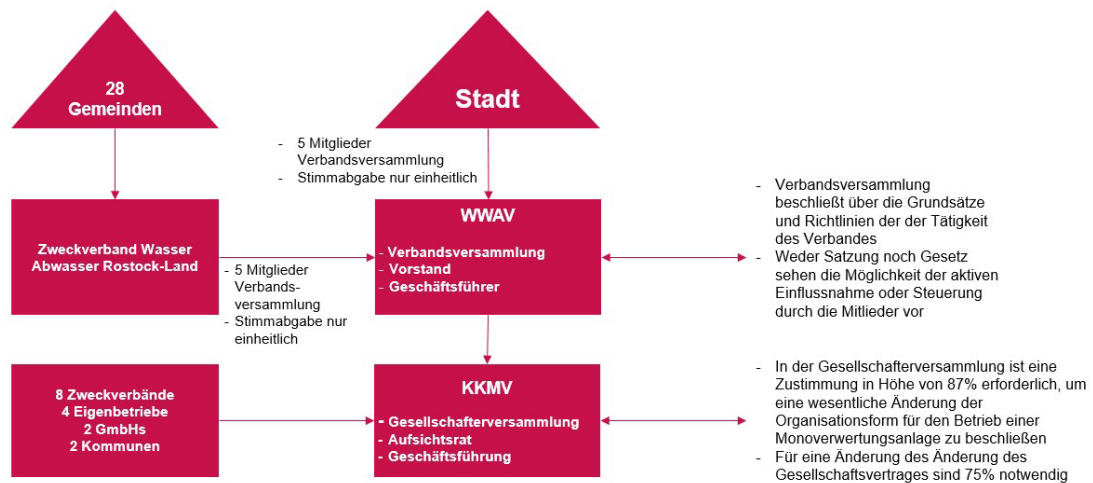 28
Gemeinden
Stadt
- 5 Mitglieder
Verbandsversammlung
- Stimmabgabe nur einheitlich
Zweckverband Wasser
Abwasser Rostock-Land
- 5 Mitglieder
Verbands-
versammlung
- Stimmabgabe nur
einheitlich
WWAV
- Verbandsversammlung
- Vorstand
- Geschäftsführer
- Verbandsversammlung
beschließt über die Grundsätze
und Richtlinien der der Tätigkeit
des Verbandes
- Weder Satzung noch Gesetz
sehen die Möglichkeit der aktiven
Einflussnahme oder Steuerung
durch die Mitlieder vor
8 Zweckverbände
4 Eigenbetriebe
2 GmbHs
2 Kommunen
KKMV
- Gesellschafterversammlung
- Aufsichtsrat
- Geschäftsführung
- In der Gesellschafterversammlung ist eine
Zustimmung in Höhe von 87% erforderlich, um
eine wesentliche Änderung der
Organisationsform für den Betrieb einer
Monoverwertungsanlage zu beschließen
- Für eine Änderung des Änderung des
Gesellschaftsvertrages sind 75% notwendig